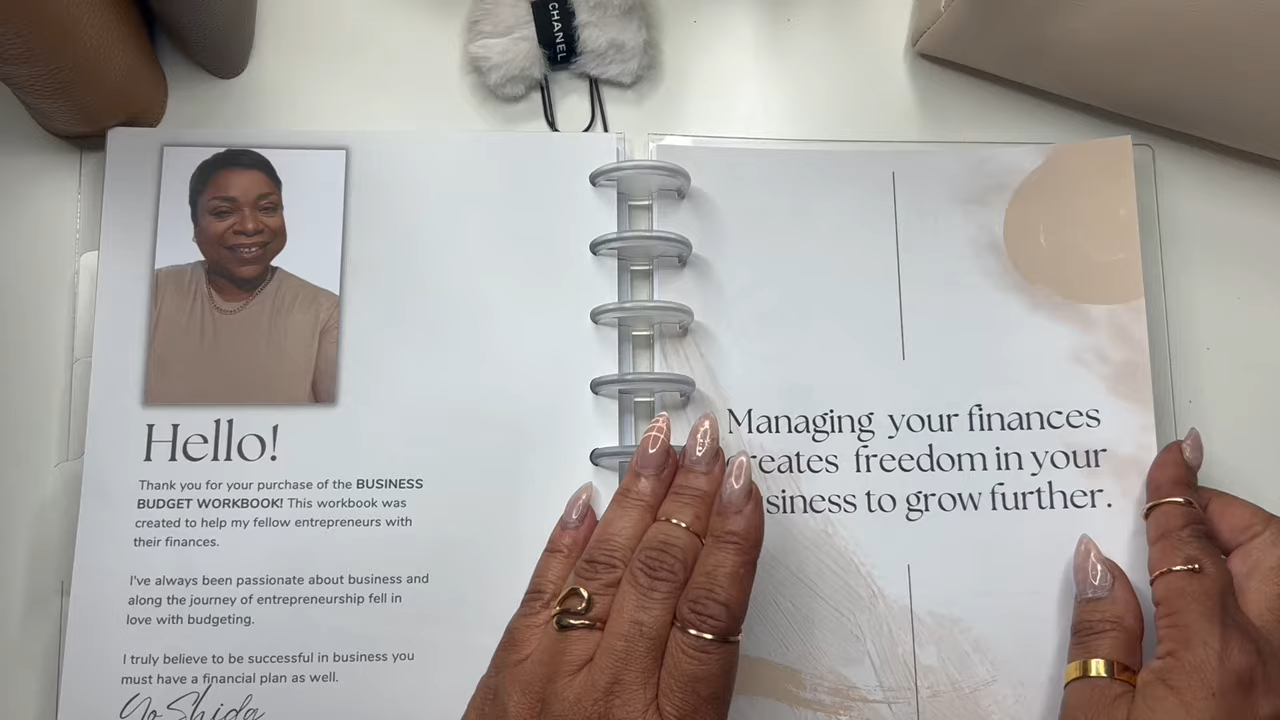 CHANEL
Hello!
Thank you for your purchase of the BUSINESS
BUDGET WORKBOOK! This workbook was
created to help my fellow entrepreneurs with
their finances.
I've always been passionate about business and
along the journey of entrepreneurship fell in
love with budgeting.
I truly believe to be successful in business you
must have a financial plan as well.
YoShida
Managing your finances
creates freedom in your
business to grow further.